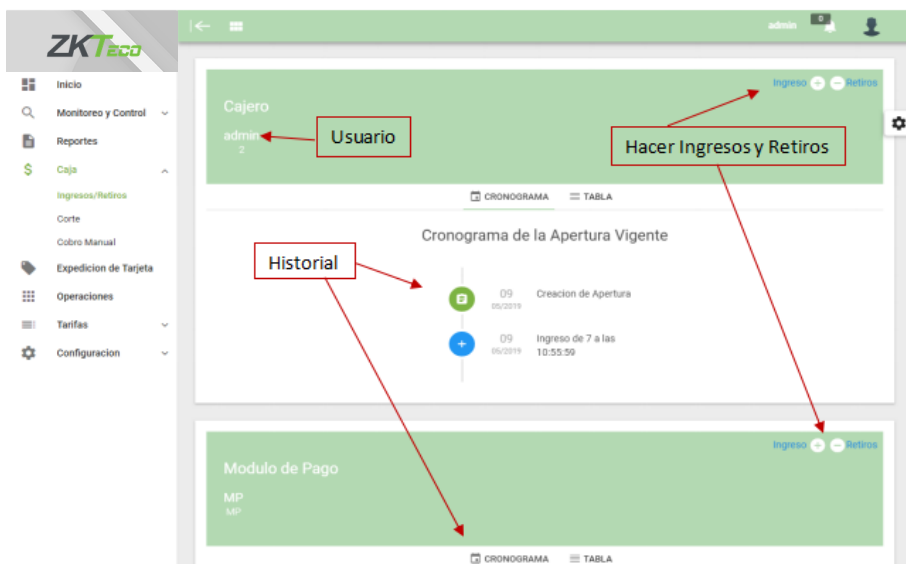 ZKTeco
admin 0
Inicio
Monitoreo y Control
Reportes
Caja
Ingresos/Retiros
Corte
Cobro Manual
Expedicion de Tarjeta
Operaciones
Tarifas
Configuracion
Ingreso + − Retiros
Cajero
admin
2
Usuario
Hacer Ingresos y Retiros
CRONOGRAMA TABLA
Cronograma de la Apertura Vigente
Historial
09 Creacion de Apertura
05/2019
09 Ingreso de 7 a las
05/2019 10:55:59
Ingreso + − Retiros
Modulo de Pago
MP
MP
CRONOGRAMA TABLA